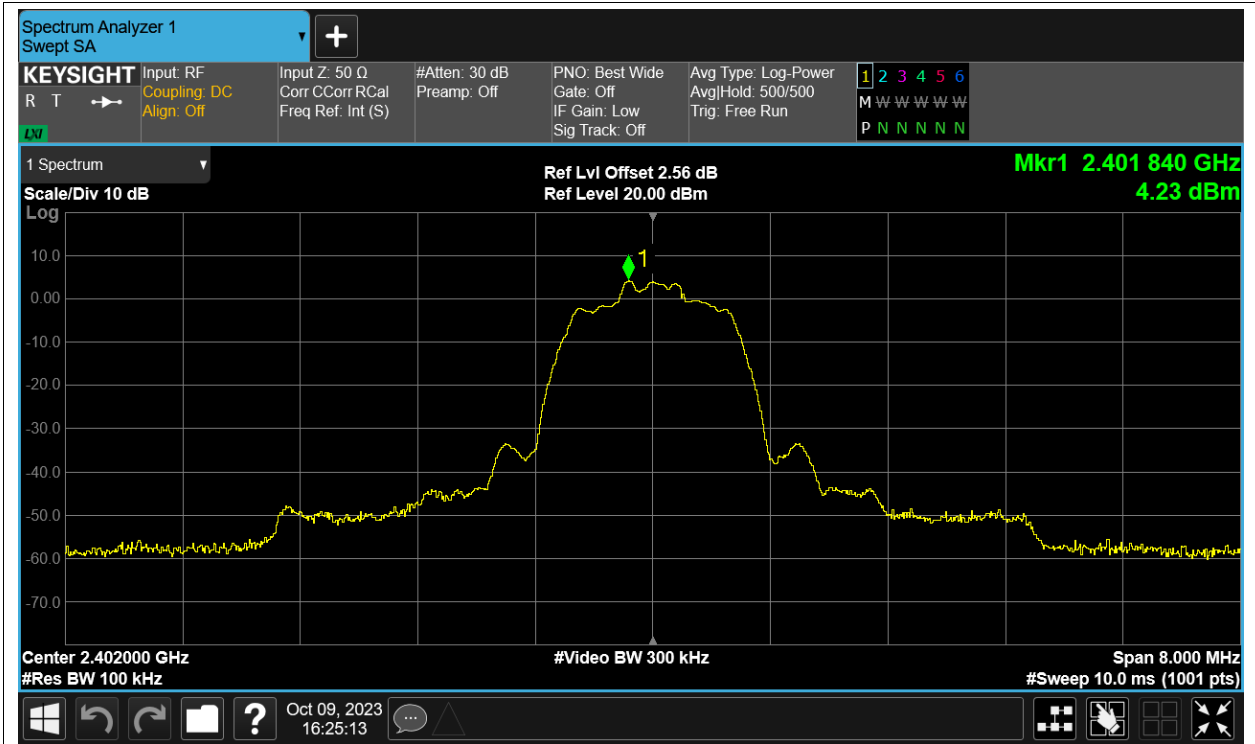 Spectrum Analyzer 1
Swept SA
KEYSIGHT
R T
LXI
Input: RF
Coupling: DC
Align: Off
Input Z: 50 Ω
Corr CCorr RCal
Freq Ref: Int (S)
#Atten: 30 dB
Preamp: Off
PNO: Best Wide
Gate: Off
IF Gain: Low
Sig Track: Off
Avg Type: Log-Power
Avg|Hold: 500/500
Trig: Free Run
1 2 3 4 5 6
M W W W W W
P N N N N N
1 Spectrum
Scale/Div 10 dB
Log
Ref Lvl Offset 2.56 dB
Ref Level 20.00 dBm
Mkr1 2.401 840 GHz
4.23 dBm
1
10.0
0.00
-10.0
-20.0
-30.0
-40.0
-50.0
-60.0
-70.0
Center 2.402000 GHz
#Res BW 100 kHz
#Video BW 300 kHz
Span 8.000 MHz
#Sweep 10.0 ms (1001 pts)
?
Oct 09, 2023
16:25:13